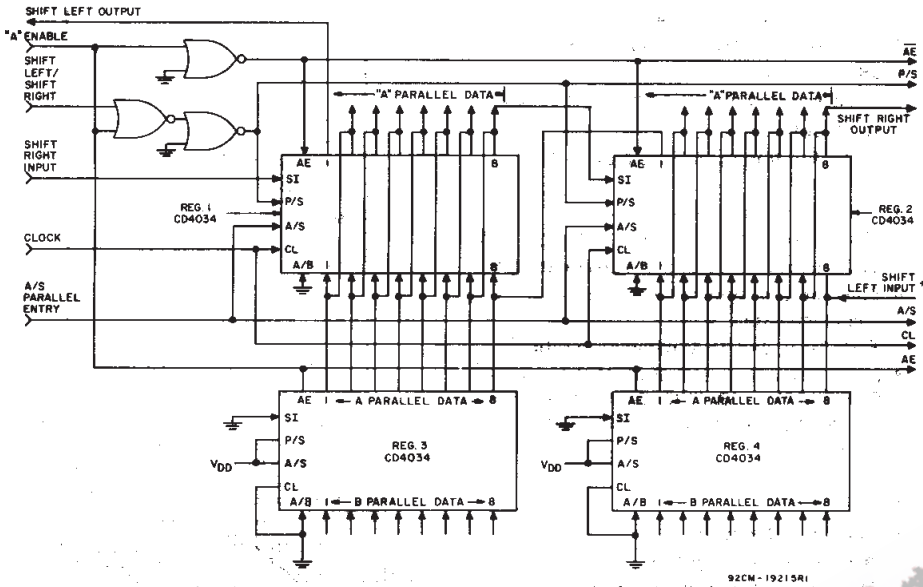 SHIFT LEFT OUTPUT
"A" ENABLE
SHIFT
LEFT/
SHIFT
RIGHT
SHIFT
RIGHT
INPUT
CLOCK
A/S
PARALLEL
ENTRY
AE
P/S
"A" PARALLEL DATA
"A" PARALLEL DATA
SHIFT RIGHT
OUTPUT
AE 1 8
SI
P/S
A/S
CL
A/B 1 8
REG. 1
CD4034
AE 1 8
SI
P/S
A/S
CL
A/B 1 8
REG. 2
CD4034
SHIFT
LEFT INPUT
A/S
CL
AE
AE 1 A PARALLEL DATA 8
SI
P/S
A/S
CL
A/B 1 B PARALLEL DATA 8
VDD
REG. 3
CD4034
AE 1 A PARALLEL DATA 8
SI
P/S
A/S
CL
A/B 1 B PARALLEL DATA 8
VDD
REG. 4
CD4034
92CM-19215R1